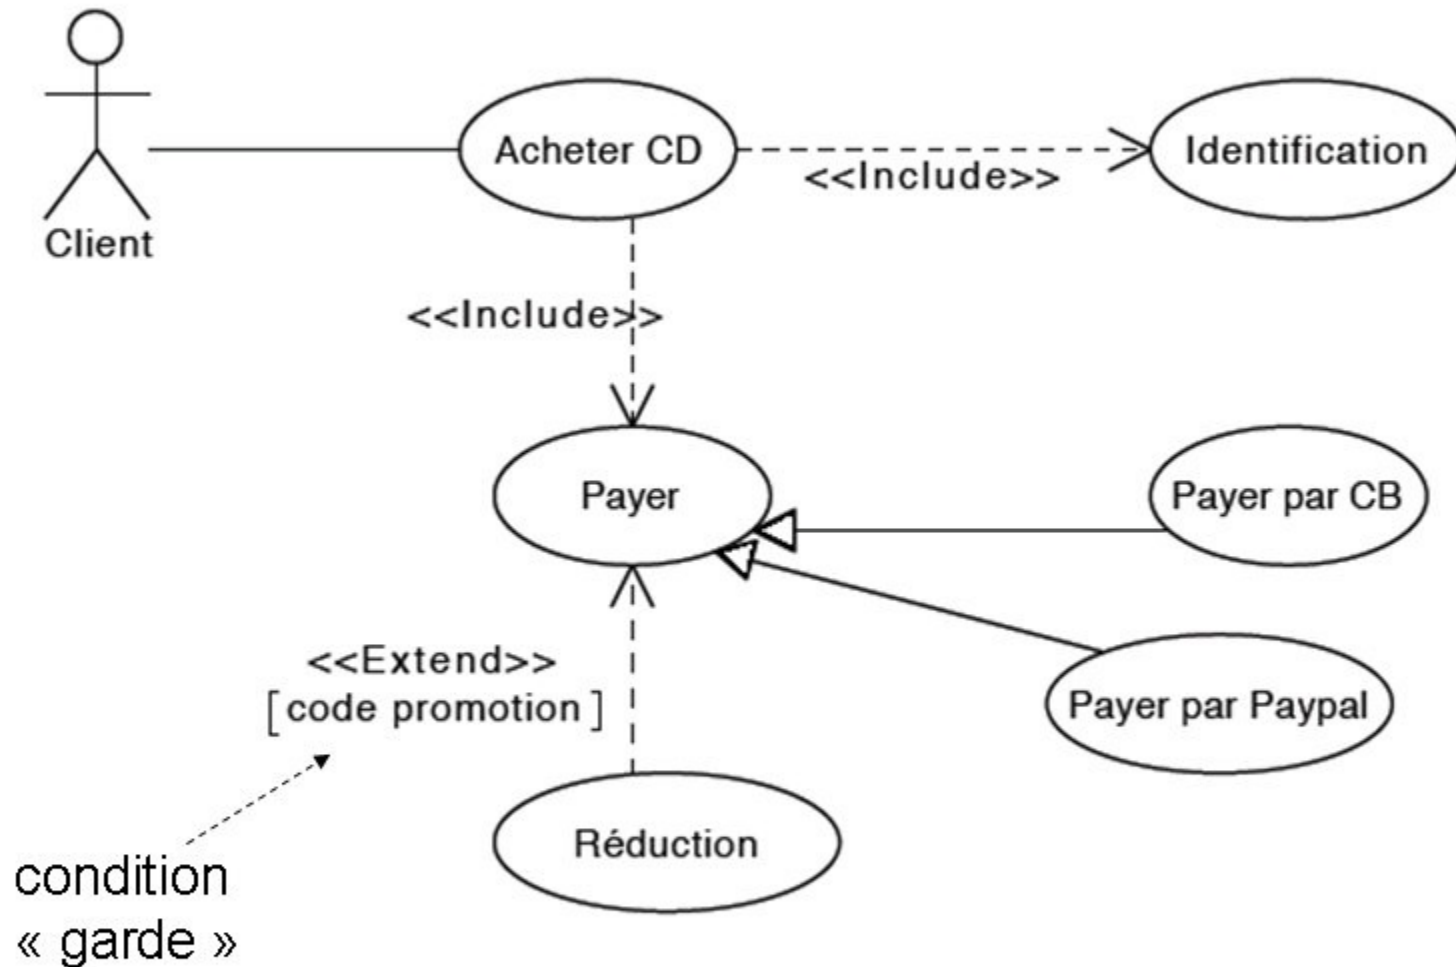 Acheter CD
Identification
<<Include>>
Client
<<Include>>
Payer
Payer par CB
<<Extend>>
[code promotion]
Payer par Paypal
Réduction
condition
« garde »